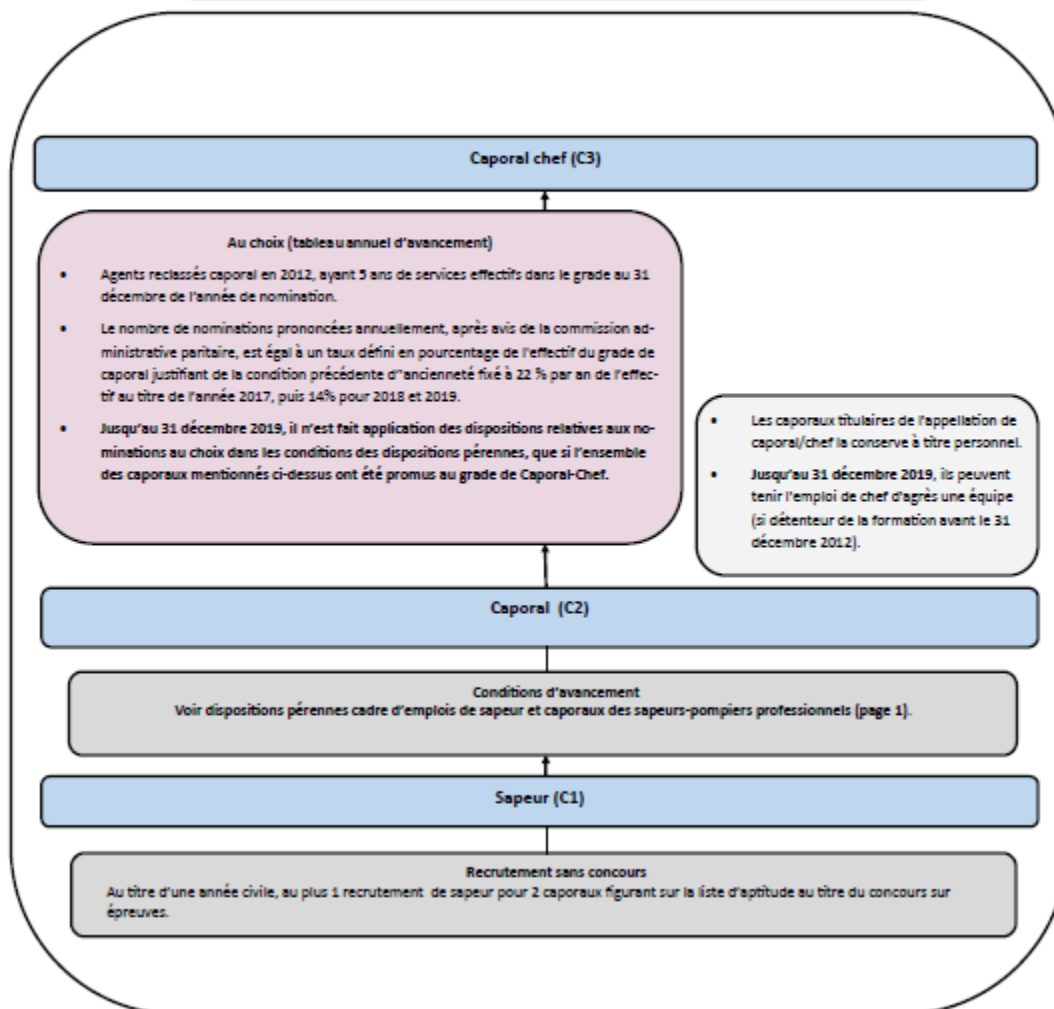 Caporal chef (C3)
Au choix (tableau annuel d'avancement)
• Agents reclassés caporal en 2012, ayant 5 ans de services effectifs dans le grade au 31
décembre de l'année de nomination.
• Le nombre de nominations prononcées annuellement, après avis de la commission ad-
ministrative paritaire, est égal à un taux défini en pourcentage de l'effectif du grade de
caporal justifiant de la condition précédente d''ancienneté fixé à 22 % par an de l'effec-
tif au titre de l'année 2017, puis 14% pour 2018 et 2019.
• Jusqu'au 31 décembre 2019, il n'est fait application des dispositions relatives aux no-
minations au choix dans les conditions des dispositions pérennes, que si l'ensemble
des caporaux mentionnés ci-dessus ont été promus au grade de Caporal-Chef.
• Les caporaux titulaires de l'appellation de
caporal/chef la conserve à titre personnel.
• Jusqu'au 31 décembre 2019, ils peuvent
tenir l'emploi de chef d'agrès une équipe
(si détenteur de la formation avant le 31
décembre 2012).
Caporal (C2)
Conditions d'avancement
Voir dispositions pérennes cadre d'emplois de sapeur et caporaux des sapeurs-pompiers professionnels (page 1).
Sapeur (C1)
Recrutement sans concours
Au titre d'une année civile, au plus 1 recrutement de sapeur pour 2 caporaux figurant sur la liste d'aptitude au titre du concours sur
épreuves.